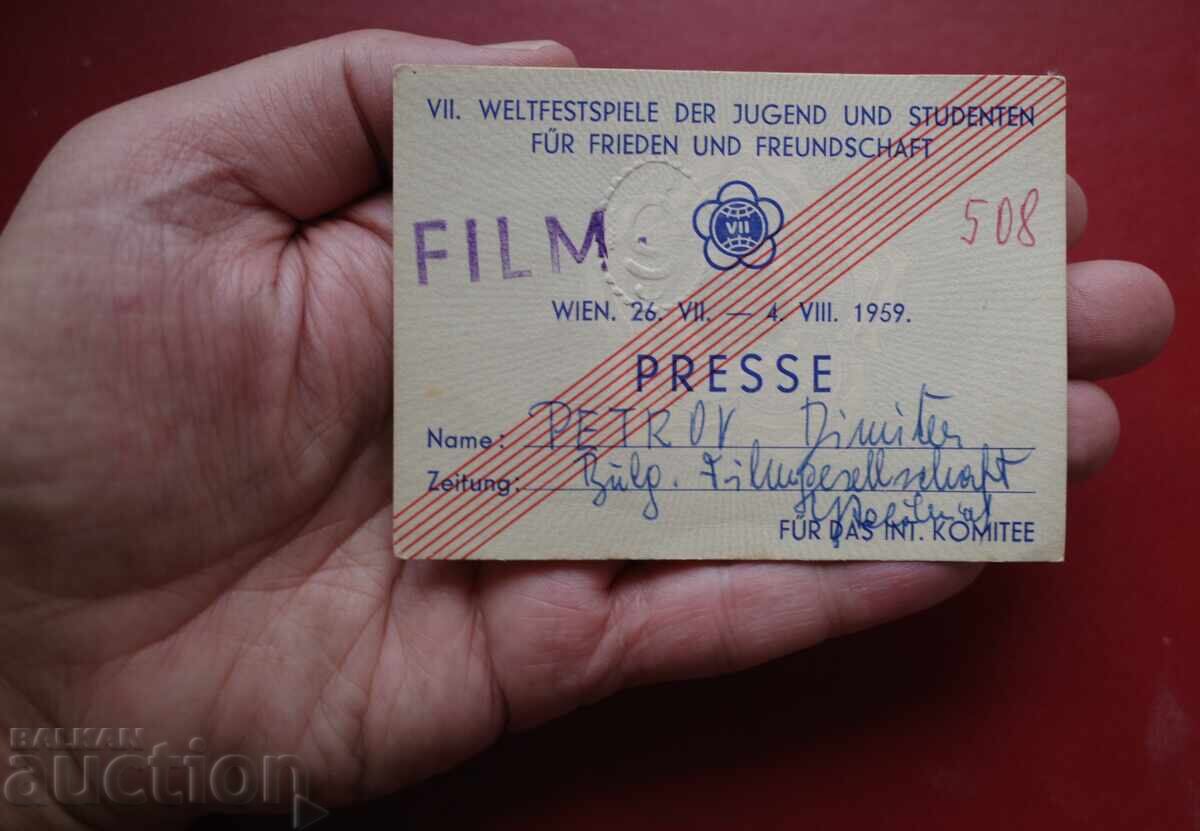 VII. WELTFESTSPIELE DER JUGEND UND STUDENTEN
FÜR FRIEDEN UND FREUNDSCHAFT
FILM
VII
508
WIEN. 26. VII. — 4. VIII. 1959.
PRESSE
Name: PETROV Dimiter
Zeitung: Bulg. Filmgesellschaft
FÜR DAS INT. KOMITEE
BALKAN
auction